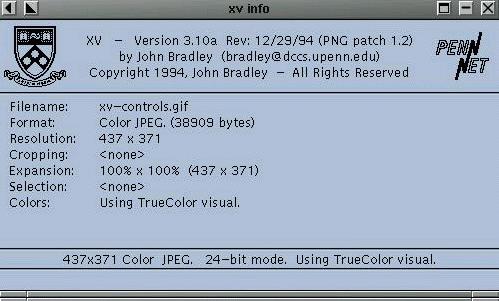 xv info
XV – Version 3.10a Rev: 12/29/94 (PNG patch 1.2)
by John Bradley (bradley@dccs.upenn.edu)
Copyright 1994, John Bradley – All Rights Reserved
PENN
NET
Filename: xv–controls.gif
Format: Color JPEG. (38909 bytes)
Resolution: 437 x 371
Cropping: <none>
Expansion: 100% x 100% (437 x 371)
Selection: <none>
Colors: Using TrueColor visual.
437x371 Color JPEG. 24–bit mode. Using TrueColor visual.